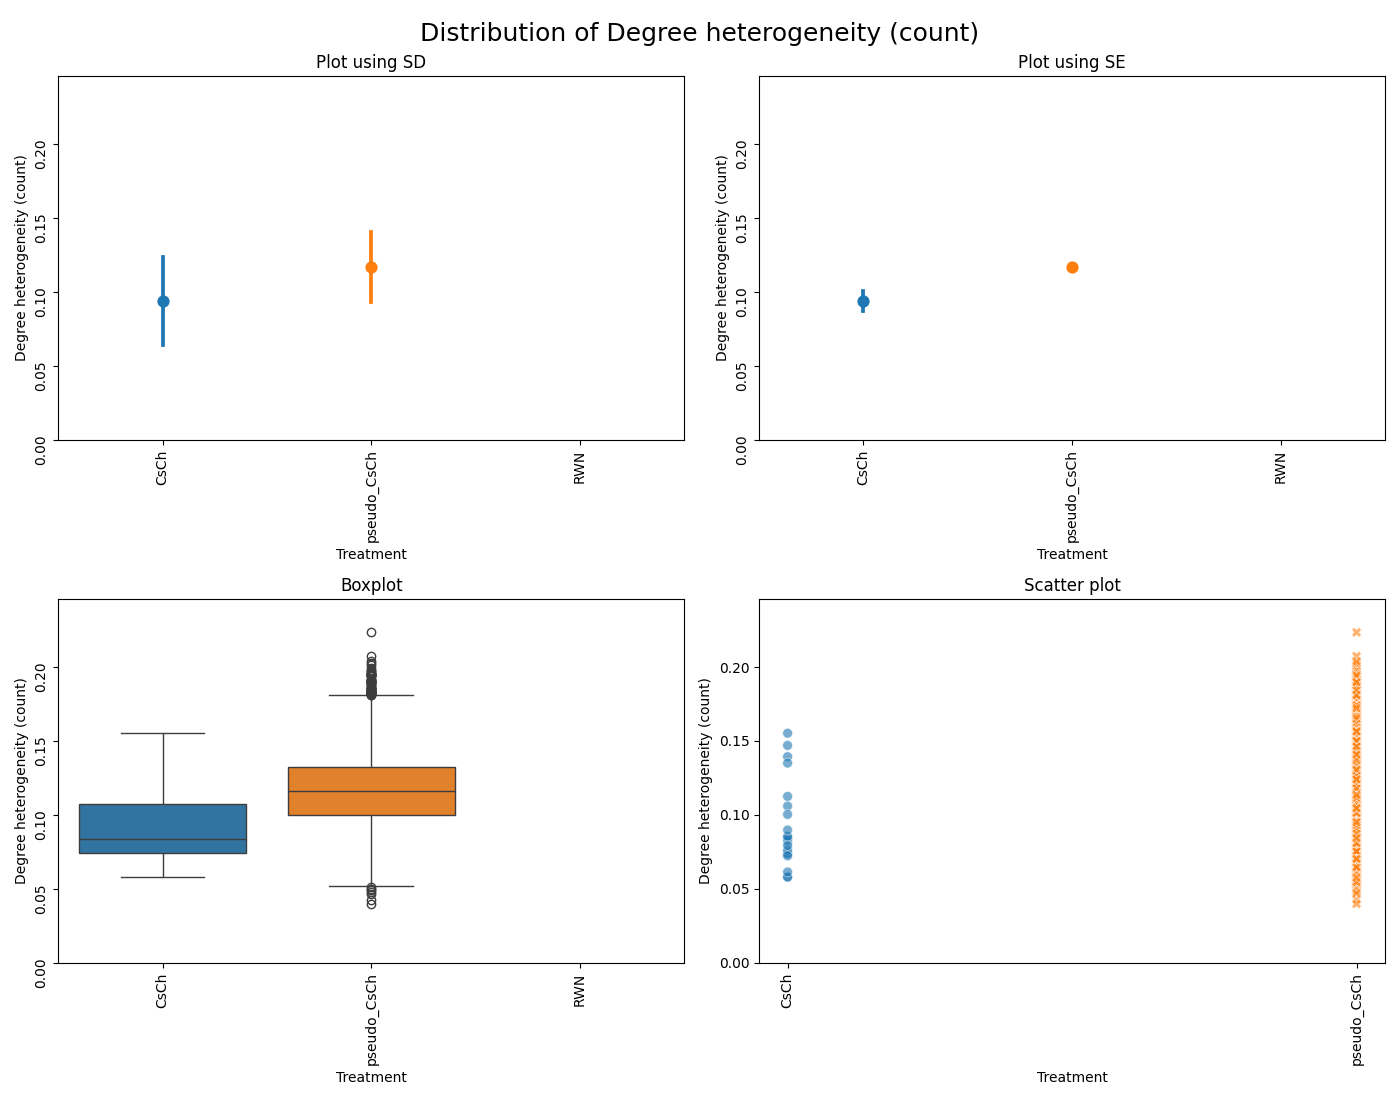 Distribution of Degree heterogeneity (count)
Plot using SD
Degree heterogeneity (count)
0.20
0.15
0.10
0.05
0.00
CsCh
pseudo_CsCh
RWN
Treatment
Plot using SE
Degree heterogeneity (count)
0.20
0.15
0.10
0.05
0.00
CsCh
pseudo_CsCh
RWN
Treatment
Boxplot
Degree heterogeneity (count)
0.20
0.15
0.10
0.05
0.00
CsCh
pseudo_CsCh
RWN
Treatment
Scatter plot
Degree heterogeneity (count)
0.20
0.15
0.10
0.05
0.00
CsCh
pseudo_CsCh
Treatment